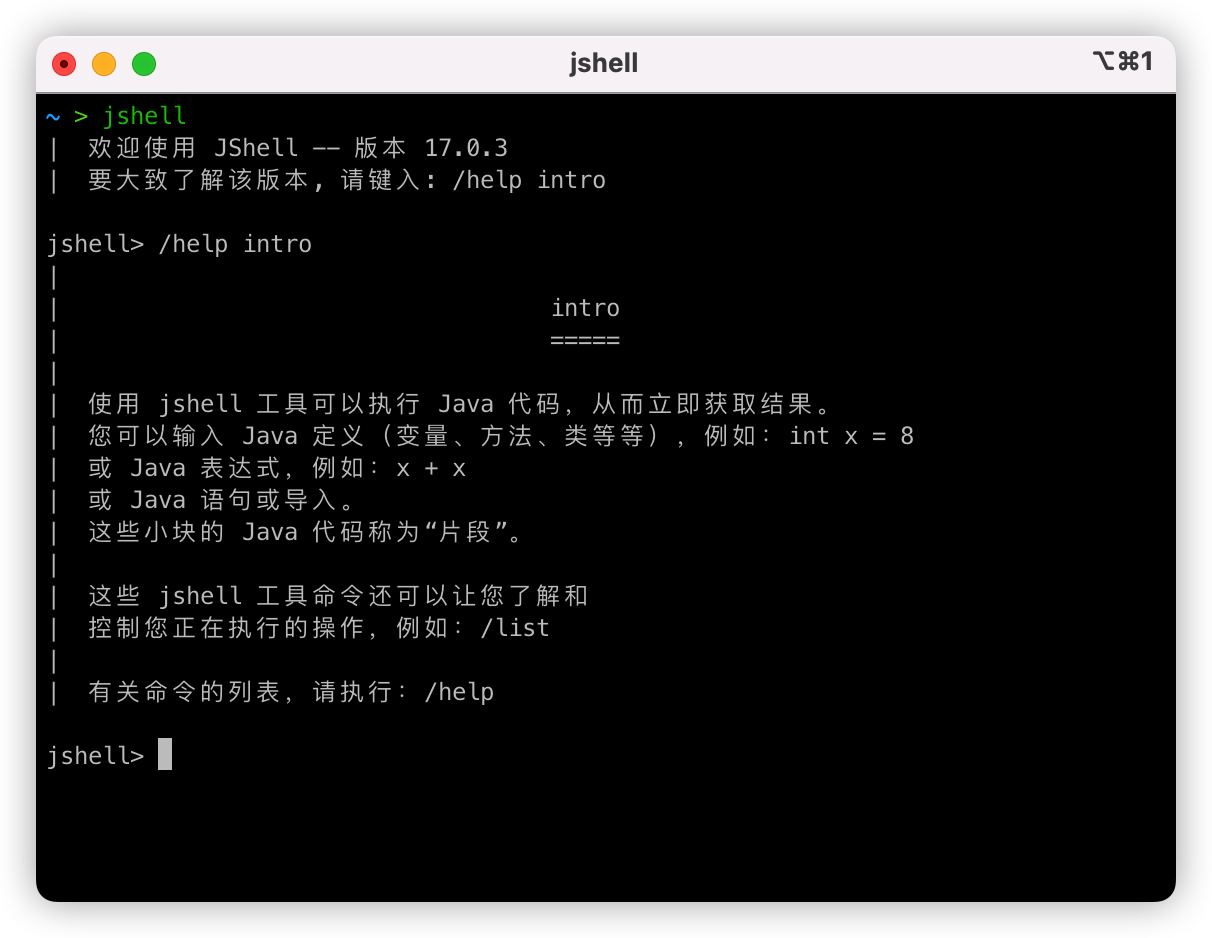 jshell
⌥⌘1
~ > jshell
|  欢迎使用 JShell -- 版本 17.0.3
|  要大致了解该版本, 请键入: /help intro
jshell> /help intro
|
|                                   intro
|                                   =====
|
|  使用 jshell 工具可以执行 Java 代码，从而立即获取结果。
|  您可以输入 Java 定义（变量、方法、类等等），例如：int x = 8
|  或 Java 表达式，例如：x + x
|  或 Java 语句或导入。
|  这些小块的 Java 代码称为“片段”。
|
|  这些 jshell 工具命令还可以让您了解和
|  控制您正在执行的操作，例如：/list
|
|  有关命令的列表，请执行：/help
jshell>